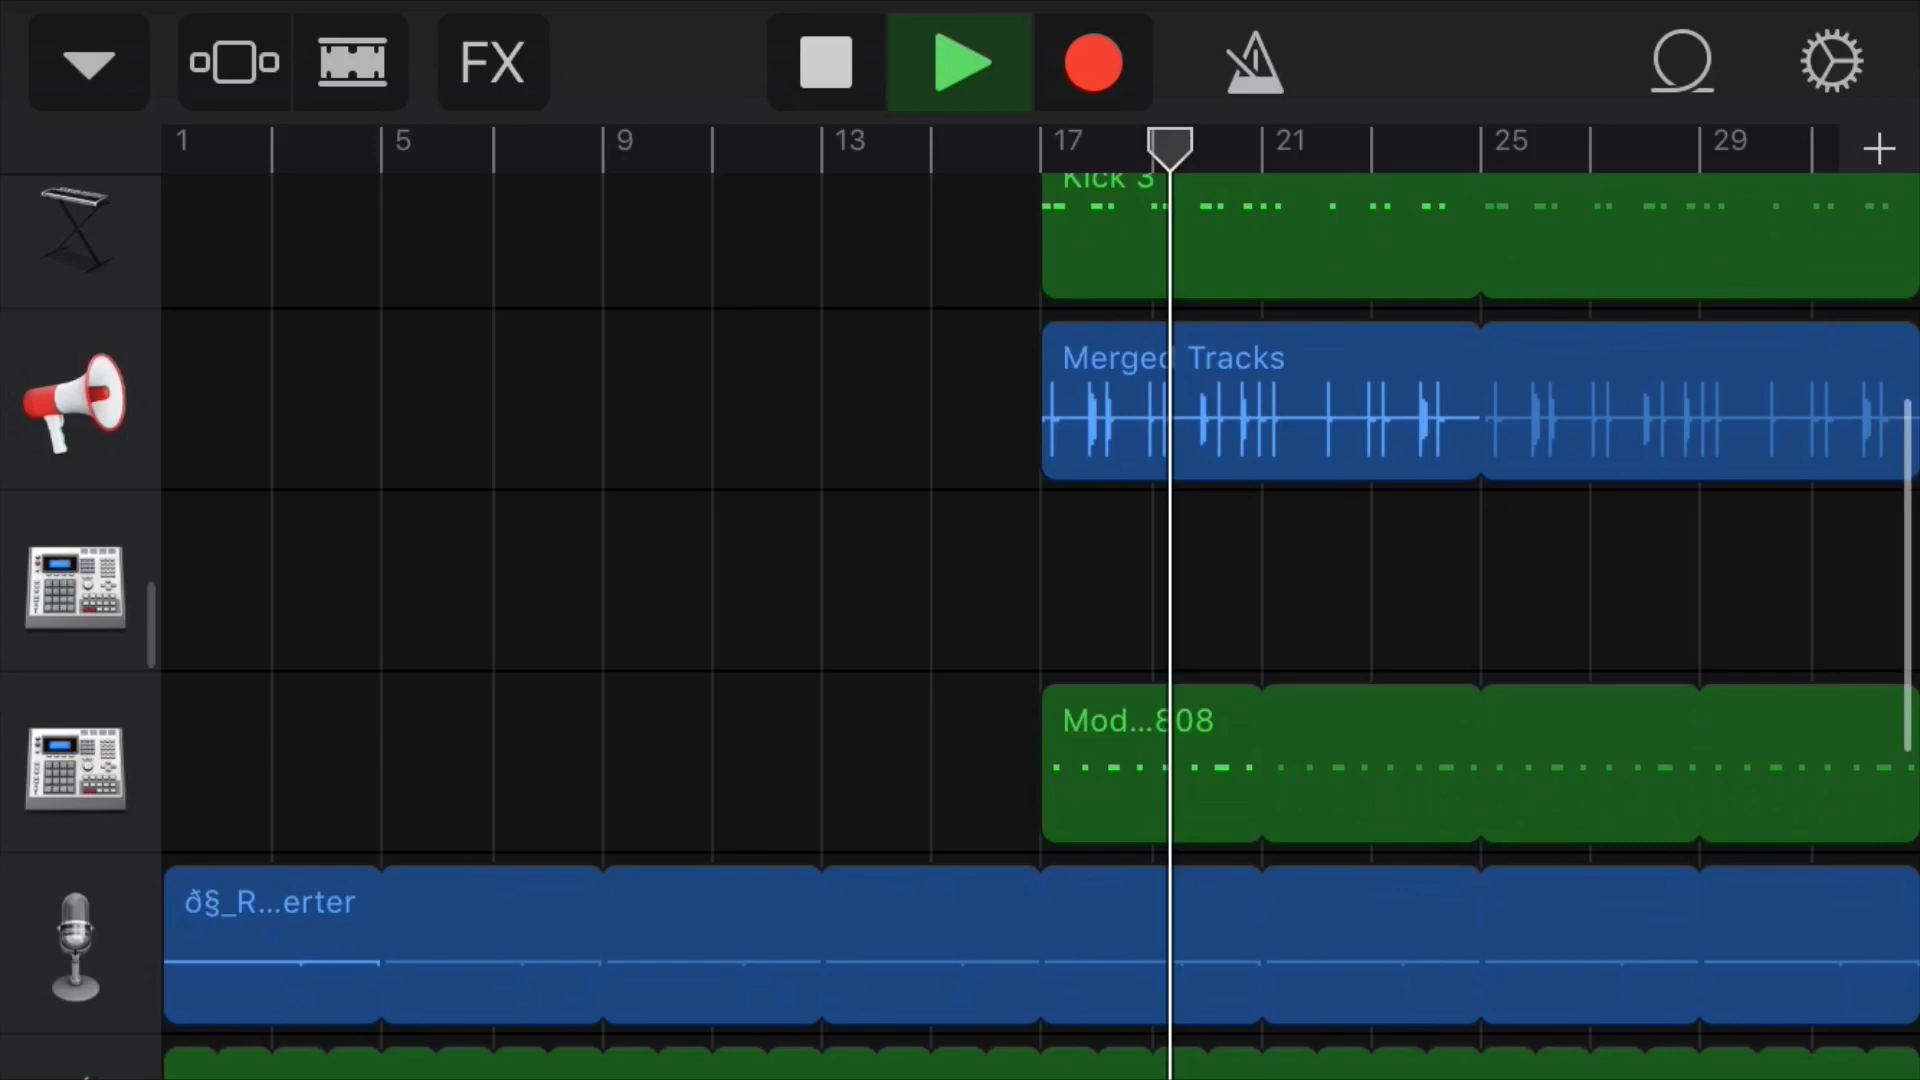 FX
1 5 9 13 17 21 25 29
Kick 3
Merged Tracks
Mod...808
ð§_R...erter